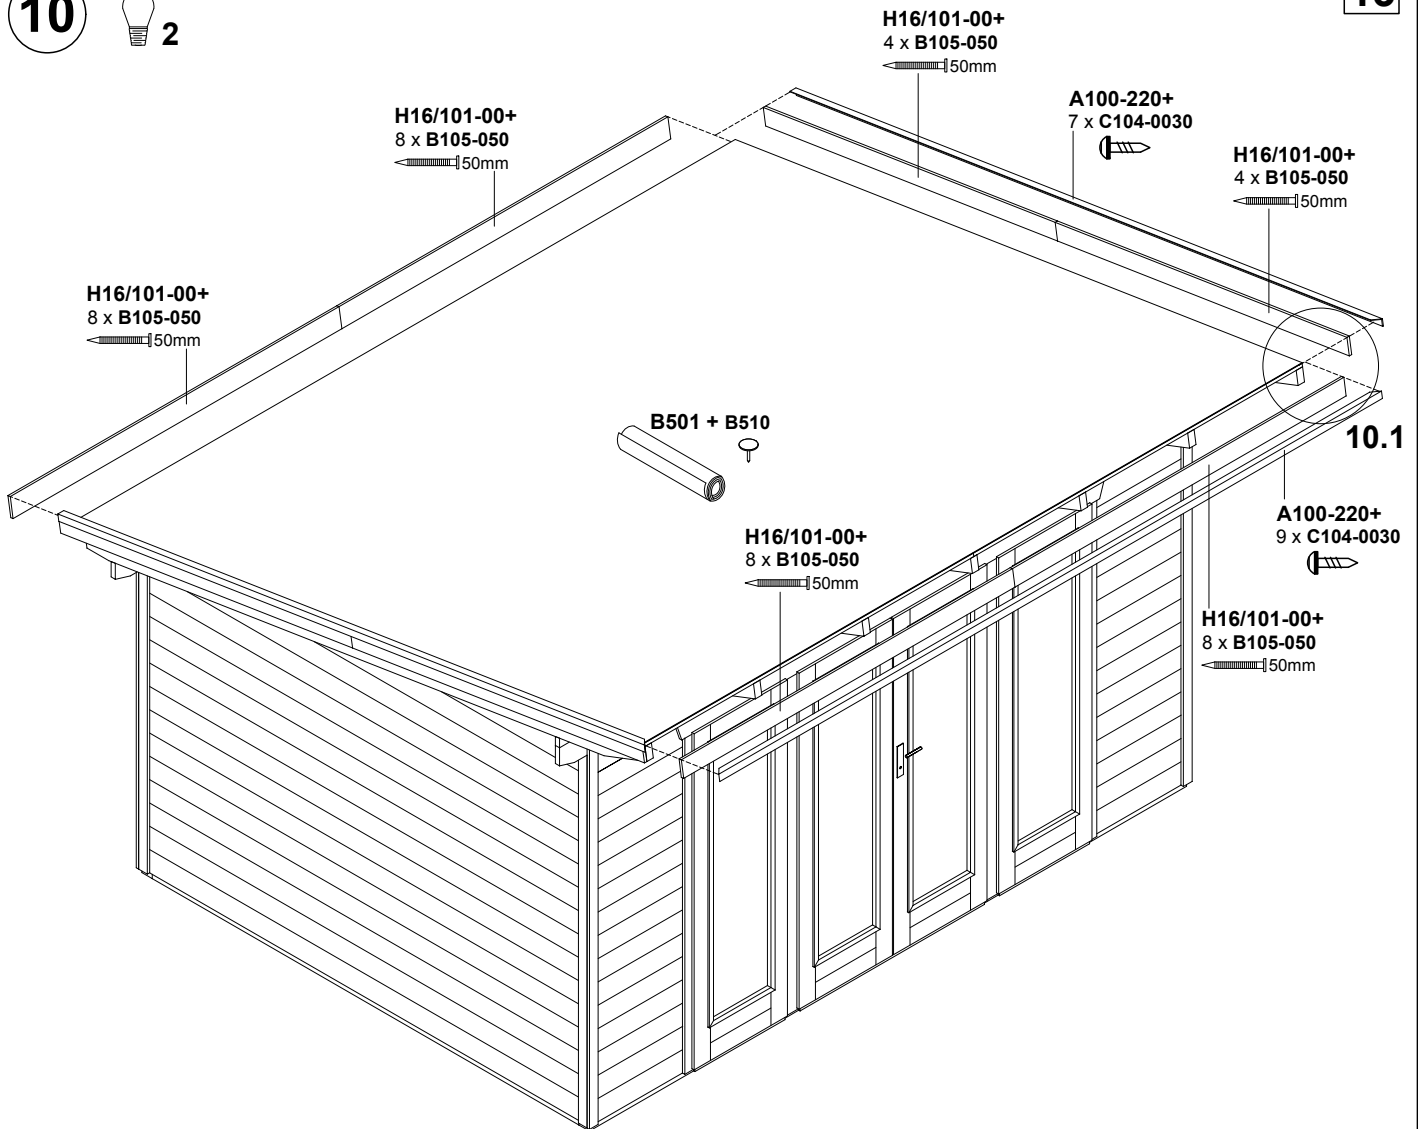 10
2
H16/101-00+
4 x B105-050
50mm
A100-220+
7 x C104-0030
H16/101-00+
8 x B105-050
50mm
H16/101-00+
4 x B105-050
50mm
H16/101-00+
8 x B105-050
50mm
B501 + B510
10.1
A100-220+
9 x C104-0030
H16/101-00+
8 x B105-050
50mm
H16/101-00+
8 x B105-050
50mm